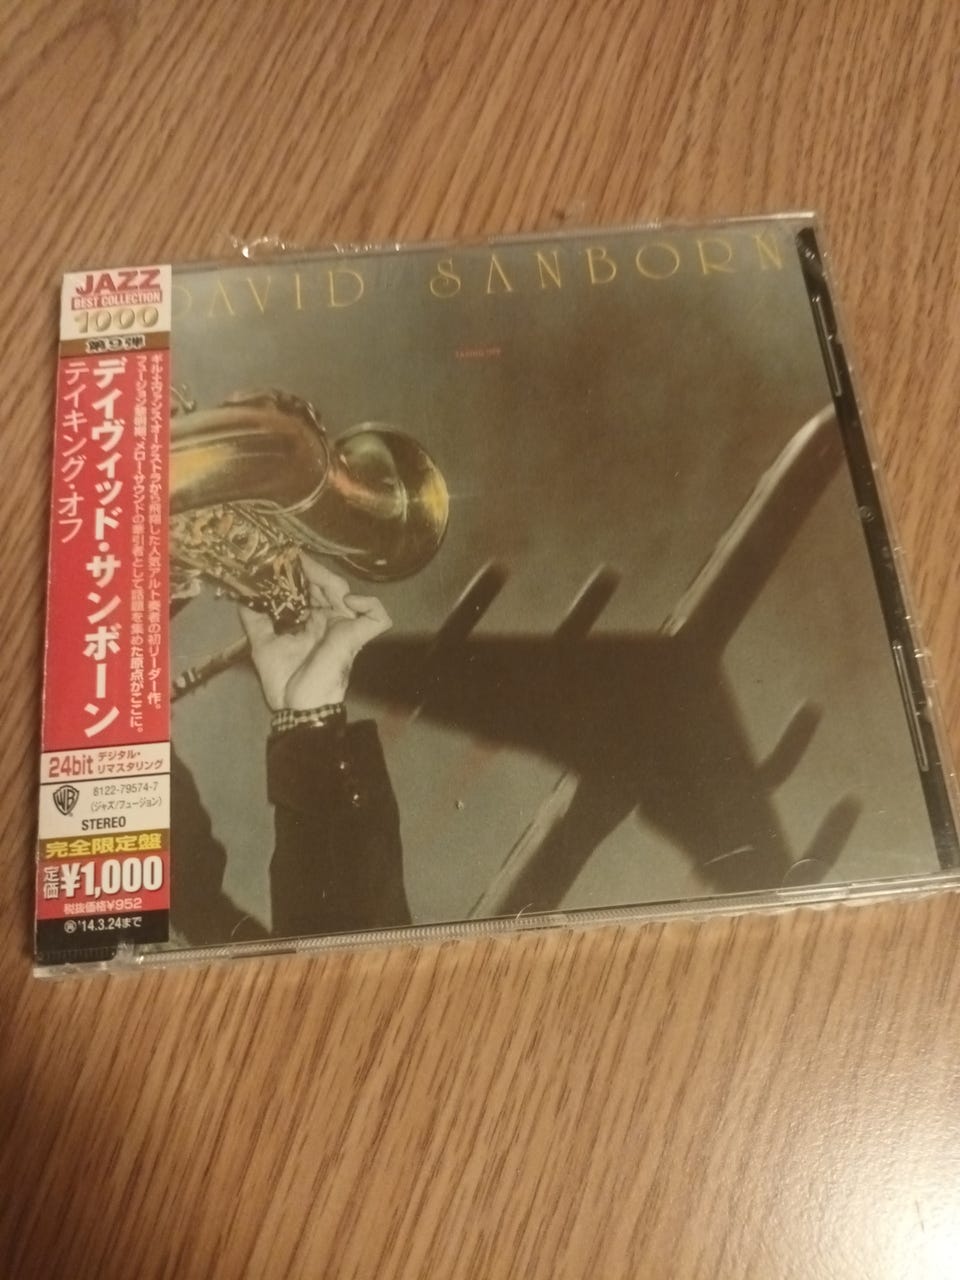 DAVID SANBORN
TAKING OFF
JAZZ
BEST COLLECTION
1000
第9弾
ギル・エヴァンス・オーケストラから飛翔した人気アルト奏者の初リーダー作。
フュージョン黎明期、メローサウンドの牽引者として話題を集めた原点がここに。
デイヴィッド・サンボーン
テイキング・オフ
24bit デジタル・リマスタリング
8122-79574-7
(ジャズ/フュージョン)
STEREO
完全限定盤
定価¥1,000
税抜価格¥952
Ⓡ'14.3.24まで